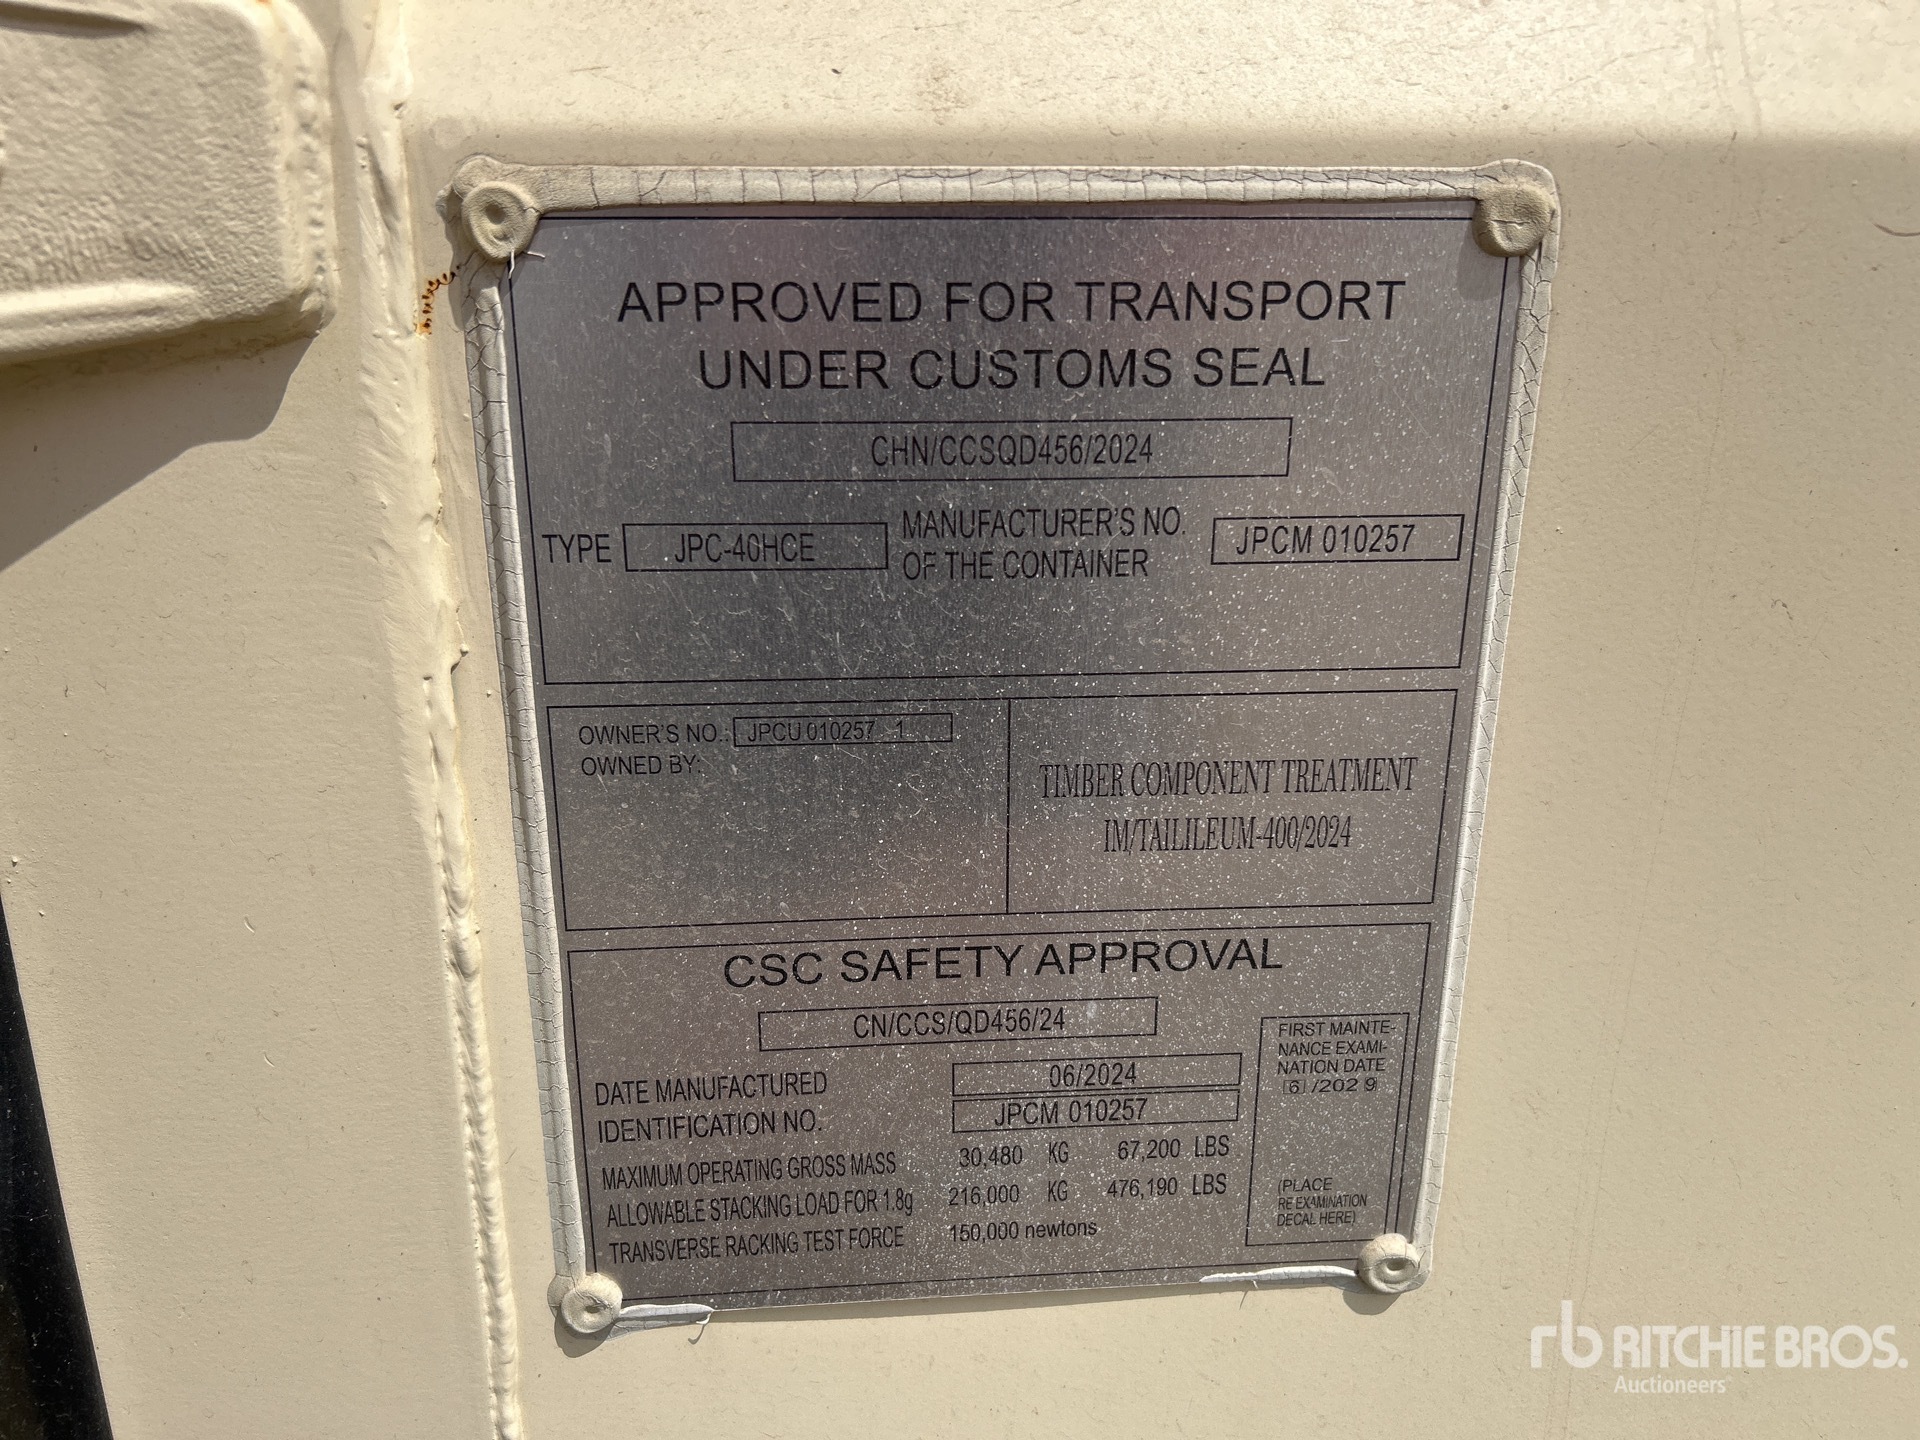 APPROVED FOR TRANSPORT
UNDER CUSTOMS SEAL
CHN/CCSQD456/2024
TYPE JPC-40HCE MANUFACTURER'S NO. OF THE CONTAINER JPCM 010257
OWNER'S NO.: JPCU 010257 1
OWNED BY:
TIMBER COMPONENT TREATMENT
IM/TAILILEUM-400/2024
CSC SAFETY APPROVAL
CN/CCS/QD456/24
DATE MANUFACTURED 06/2024
IDENTIFICATION NO. JPCM 010257
MAXIMUM OPERATING GROSS MASS 30,480 KG 67,200 LBS
ALLOWABLE STACKING LOAD FOR 1.8g 216,000 KG 476,190 LBS
TRANSVERSE RACKING TEST FORCE 150,000 newtons
FIRST MAINTE-
NANCE EXAMI-
NATION DATE
[6] /2029
(PLACE
RE EXAMINATION
DECAL HERE)
rb RITCHIE BROS.
Auctioneers